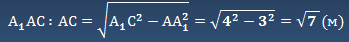 A₁AC: AC = √(A₁C² − AA₁²) = √(4² − 3²) = √7 (м)